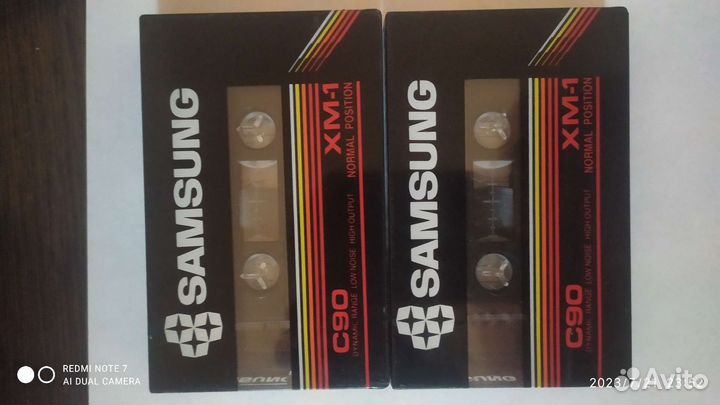 SAMSUNG
XM-1
NORMAL POSITION
C90
DYNAMIC RANGE LOW NOISE HIGH OUTPUT
SAMSUNG
XM-1
NORMAL POSITION
C90
DYNAMIC RANGE LOW NOISE HIGH OUTPUT
REDMI NOTE 7
AI DUAL CAMERA
Avito